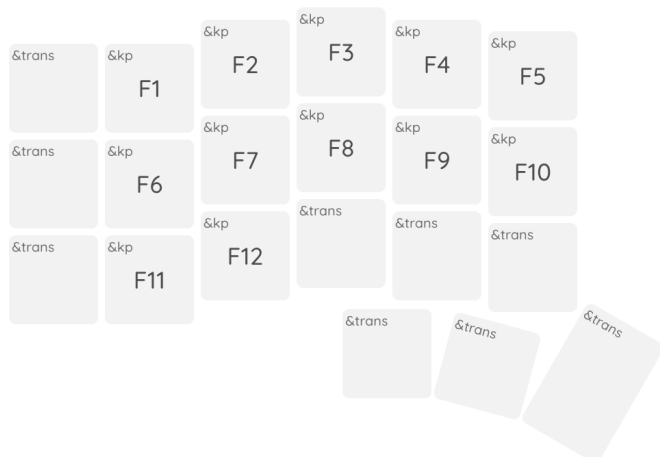 &trans
&kp
F1
&kp
F2
&kp
F3
&kp
F4
&kp
F5
&trans
&kp
F6
&kp
F7
&kp
F8
&kp
F9
&kp
F10
&trans
&kp
F11
&kp
F12
&trans
&trans
&trans
&trans
&trans
&trans